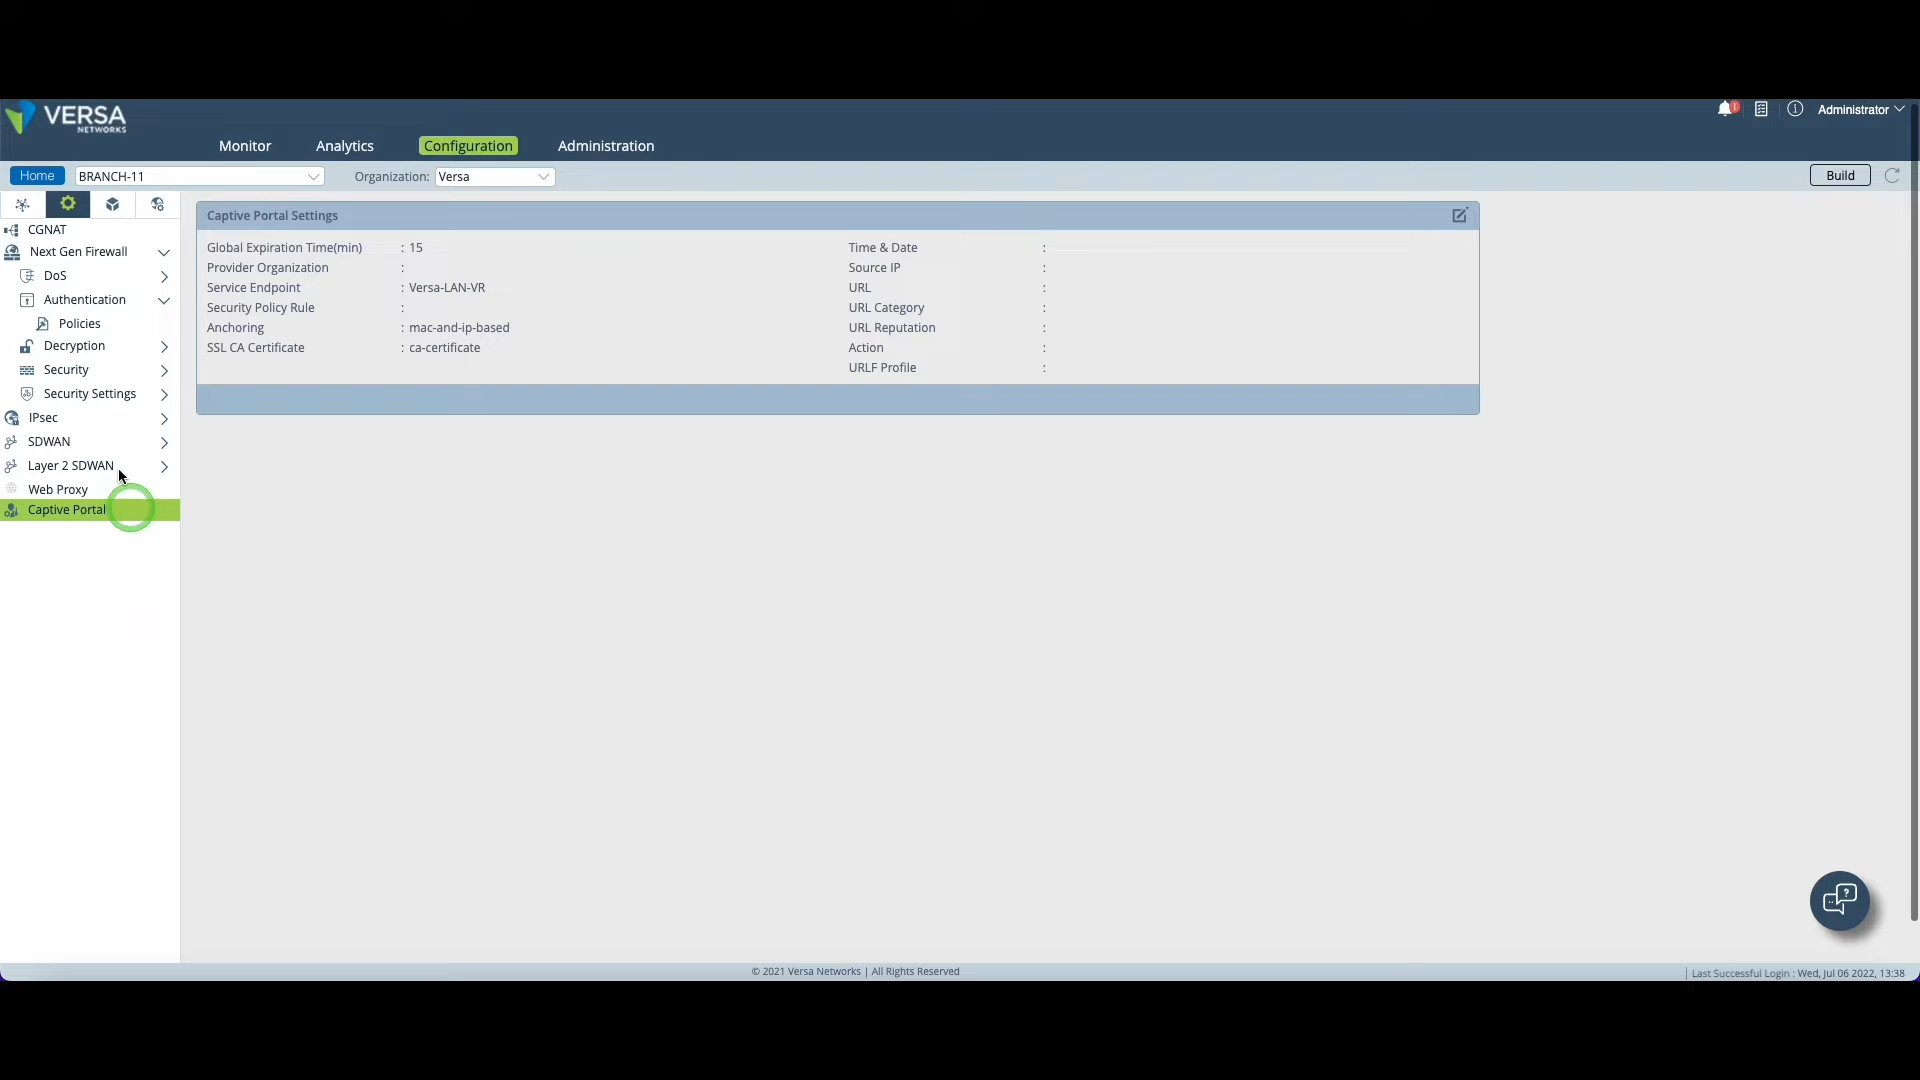 VERSA
NETWORKS
Administrator
Monitor Analytics Configuration Administration
Home BRANCH-11 Organization: Versa Build
CGNAT
Next Gen Firewall
DoS
Authentication
Policies
Decryption
Security
Security Settings
IPsec
SDWAN
Layer 2 SDWAN
Web Proxy
Captive Portal
Captive Portal Settings
Global Expiration Time(min) : 15
Provider Organization :
Service Endpoint : Versa-LAN-VR
Security Policy Rule :
Anchoring : mac-and-ip-based
SSL CA Certificate : ca-certificate
Time & Date :
Source IP :
URL :
URL Category :
URL Reputation :
Action :
URLF Profile :
© 2021 Versa Networks | All Rights Reserved
Last Successful Login : Wed, Jul 06 2022, 13:38